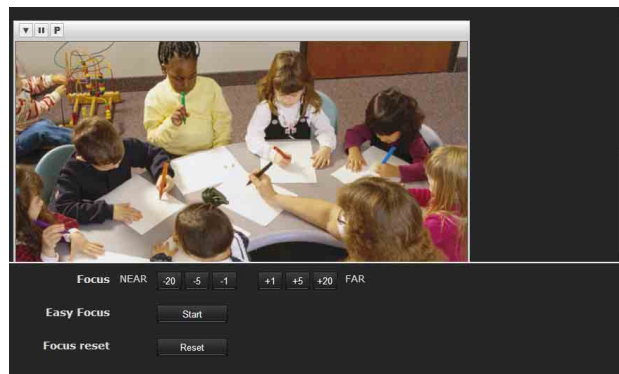 P
Focus NEAR -20 -5 -1 +1 +5 +20 FAR
Easy Focus Start
Focus reset Reset